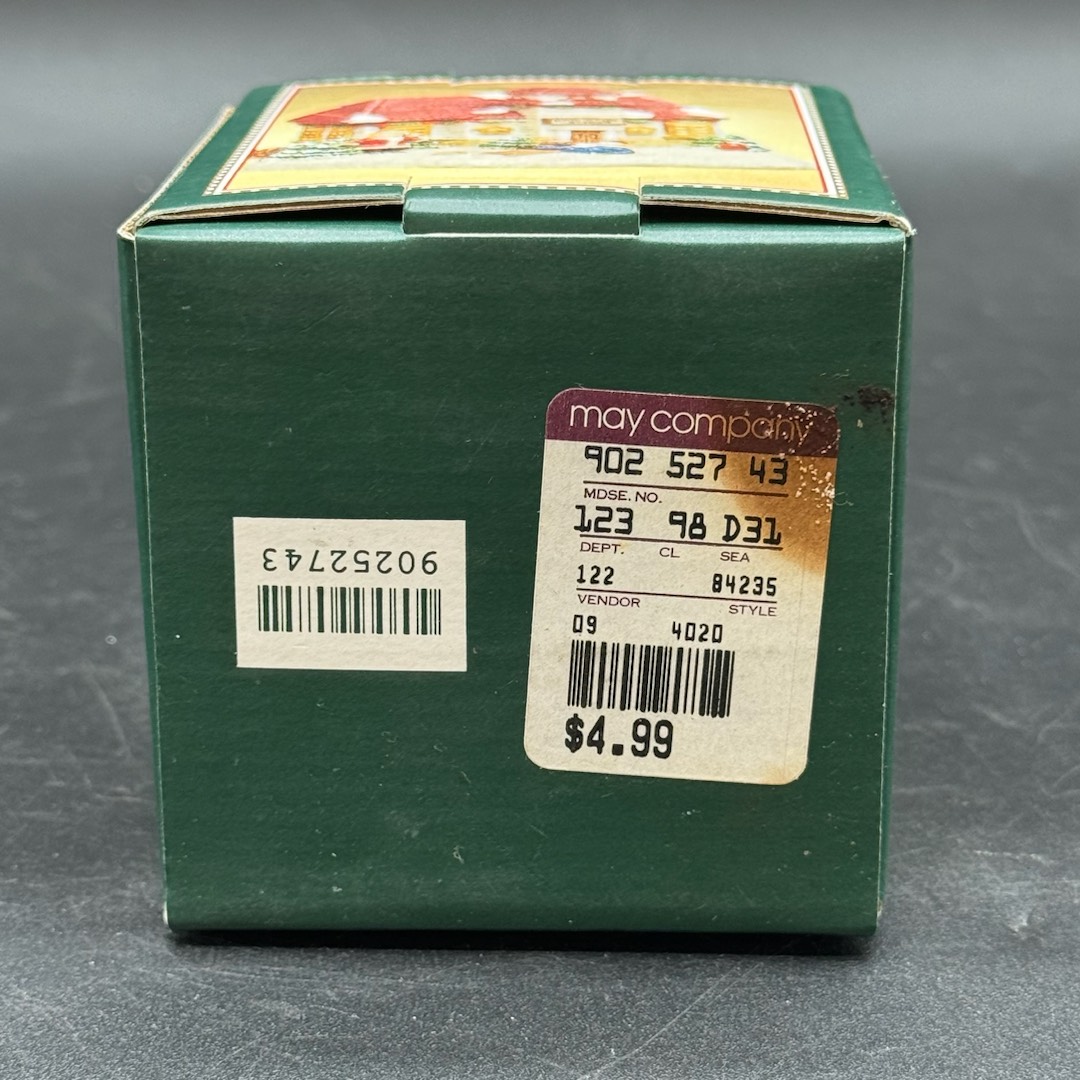 may company
902 527 43
MDSE. NO.
123 98 D31
DEPT. CL SEA
122 84235
VENDOR STYLE
09 4020
$4.99
90252743